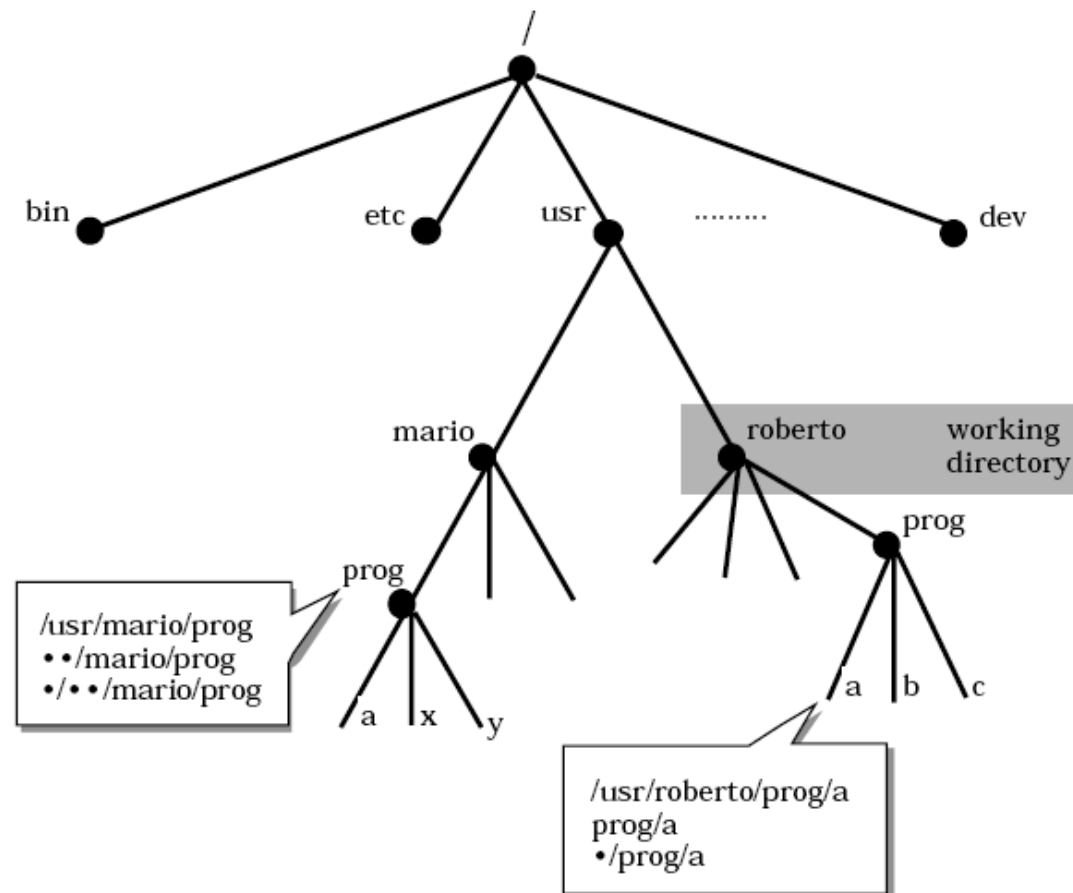 /
bin
etc
usr
.........
dev
mario
roberto
working
directory
prog
prog
/usr/mario/prog
••/mario/prog
•/••/mario/prog
a
b
c
a
x
y
/usr/roberto/prog/a
prog/a
•/prog/a